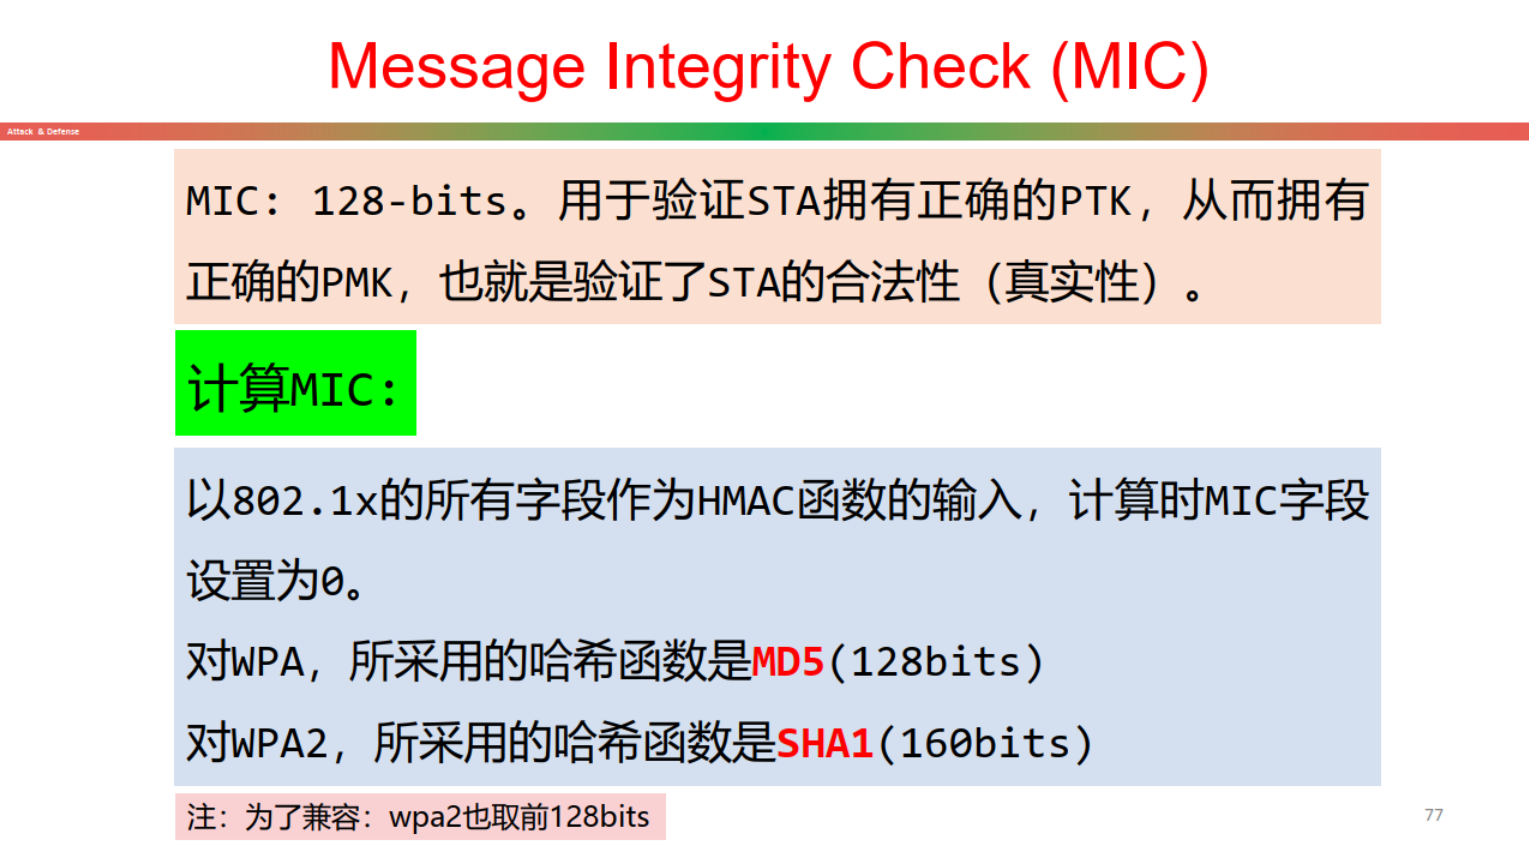 Message Integrity Check (MIC)
Attack & Defense
MIC: 128-bits。用于验证STA拥有正确的PTK，从而拥有
正确的PMK，也就是验证了STA的合法性（真实性）。
计算MIC:
以802.1x的所有字段作为HMAC函数的输入，计算时MIC字段
设置为0。
对WPA，所采用的哈希函数是MD5(128bits)
对WPA2，所采用的哈希函数是SHA1(160bits)
注：为了兼容：wpa2也取前128bits
77